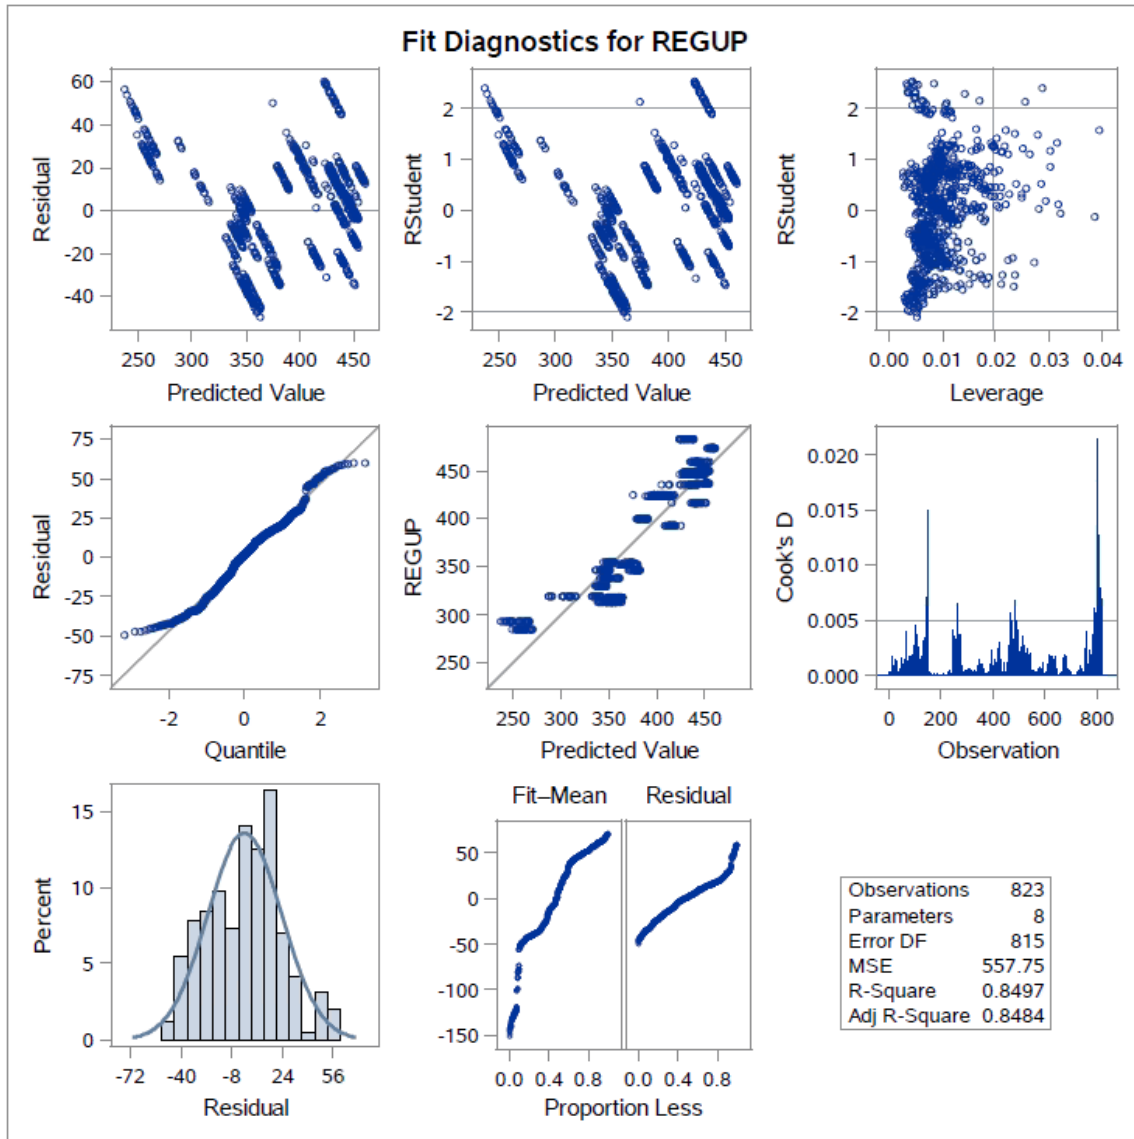 Fit Diagnostics for REGUP
60
40
20
0
-20
-40
Residual
250 300 350 400 450
Predicted Value
2
1
0
-1
-2
RStudent
250 300 350 400 450
Predicted Value
2
1
0
-1
-2
RStudent
0.00 0.01 0.02 0.03 0.04
Leverage
75
50
25
0
-25
-50
-75
Residual
-2 0 2
Quantile
450
400
350
300
250
REGUP
250 300 350 400 450
Predicted Value
0.020
0.015
0.010
0.005
0.000
Cook's D
0 200 400 600 800
Observation
15
10
5
0
Percent
-72 -40 -8 24 56
Residual
Fit–Mean Residual
50
0
-50
-100
-150
0.0 0.4 0.8 0.0 0.4 0.8
Proportion Less
Observations 823
Parameters 8
Error DF 815
MSE 557.75
R-Square 0.8497
Adj R-Square 0.8484